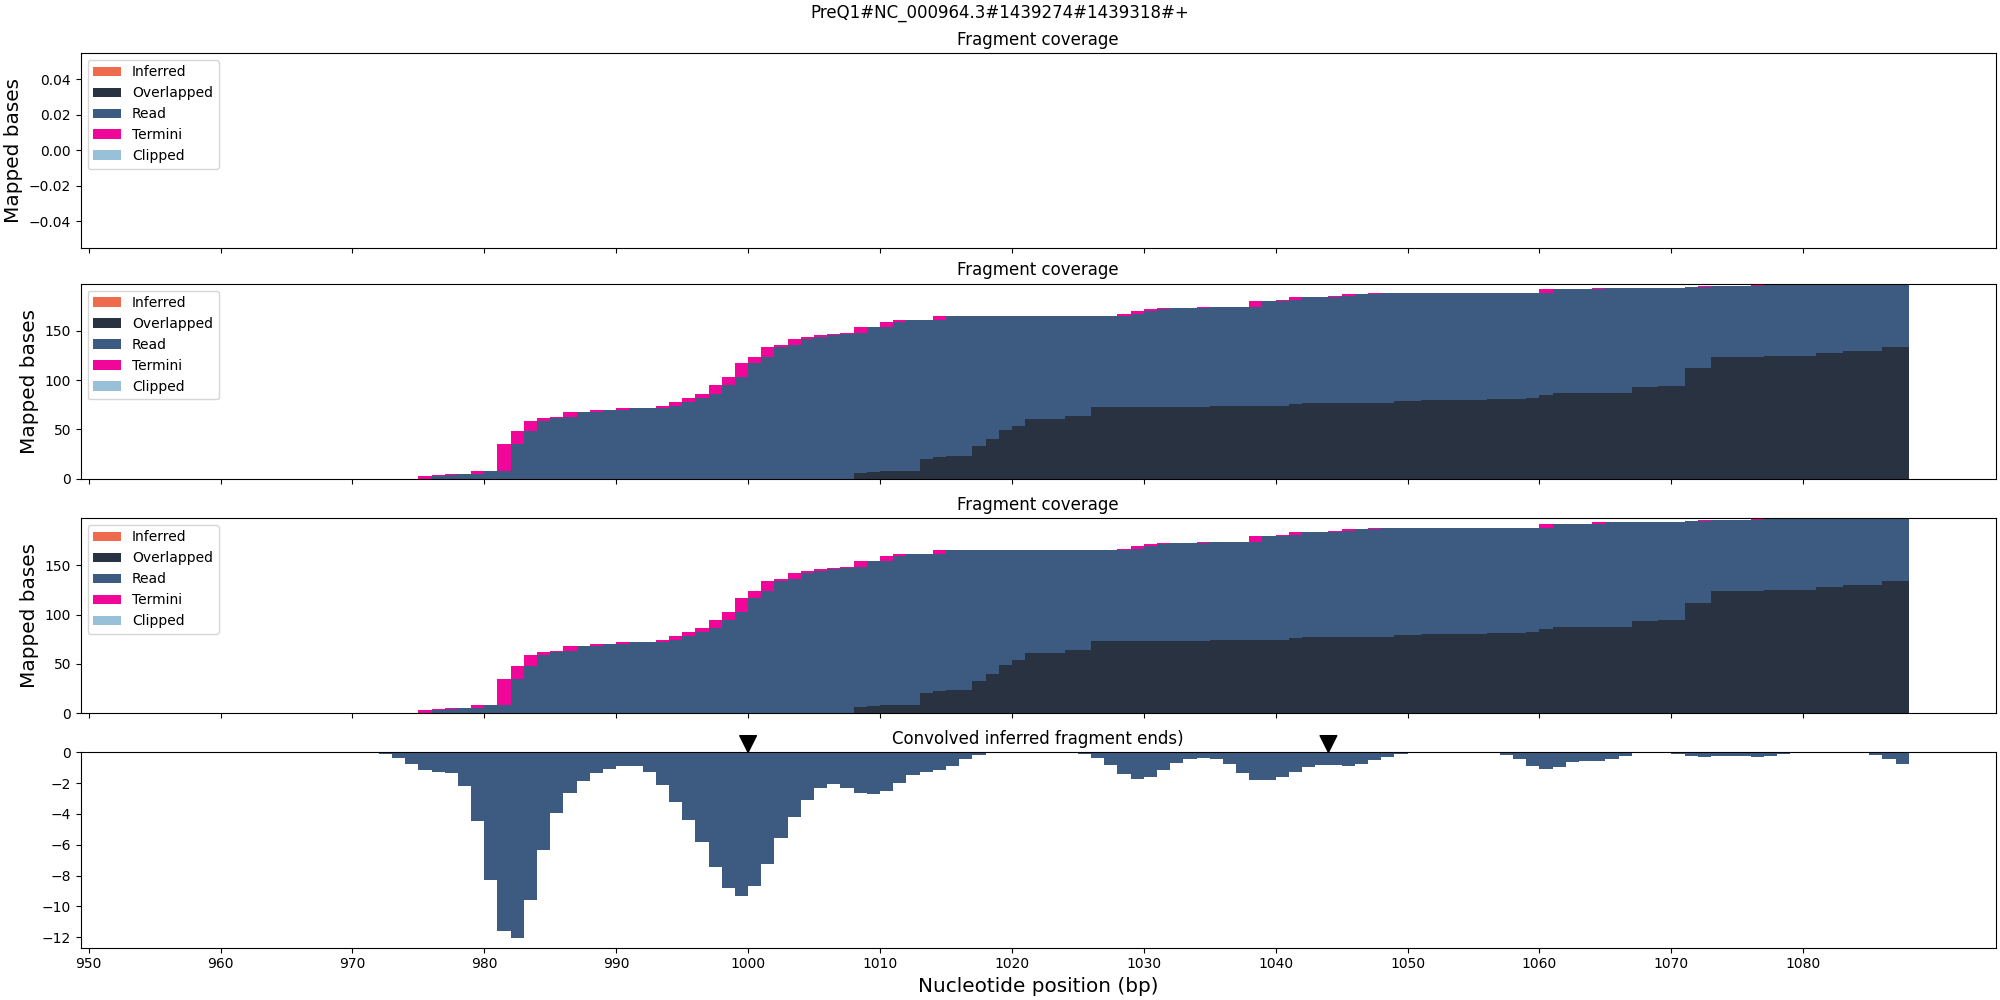 PreQ1#NC_000964.3#1439274#1439318#+
Fragment coverage
Mapped bases
0.04
0.02
0.00
−0.02
−0.04
Inferred
Overlapped
Read
Termini
Clipped
Fragment coverage
Mapped bases
150
100
50
0
Inferred
Overlapped
Read
Termini
Clipped
Fragment coverage
Mapped bases
150
100
50
0
Inferred
Overlapped
Read
Termini
Clipped
Convolved inferred fragment ends)
0
−2
−4
−6
−8
−10
−12
950 960 970 980 990 1000 1010 1020 1030 1040 1050 1060 1070 1080
Nucleotide position (bp)